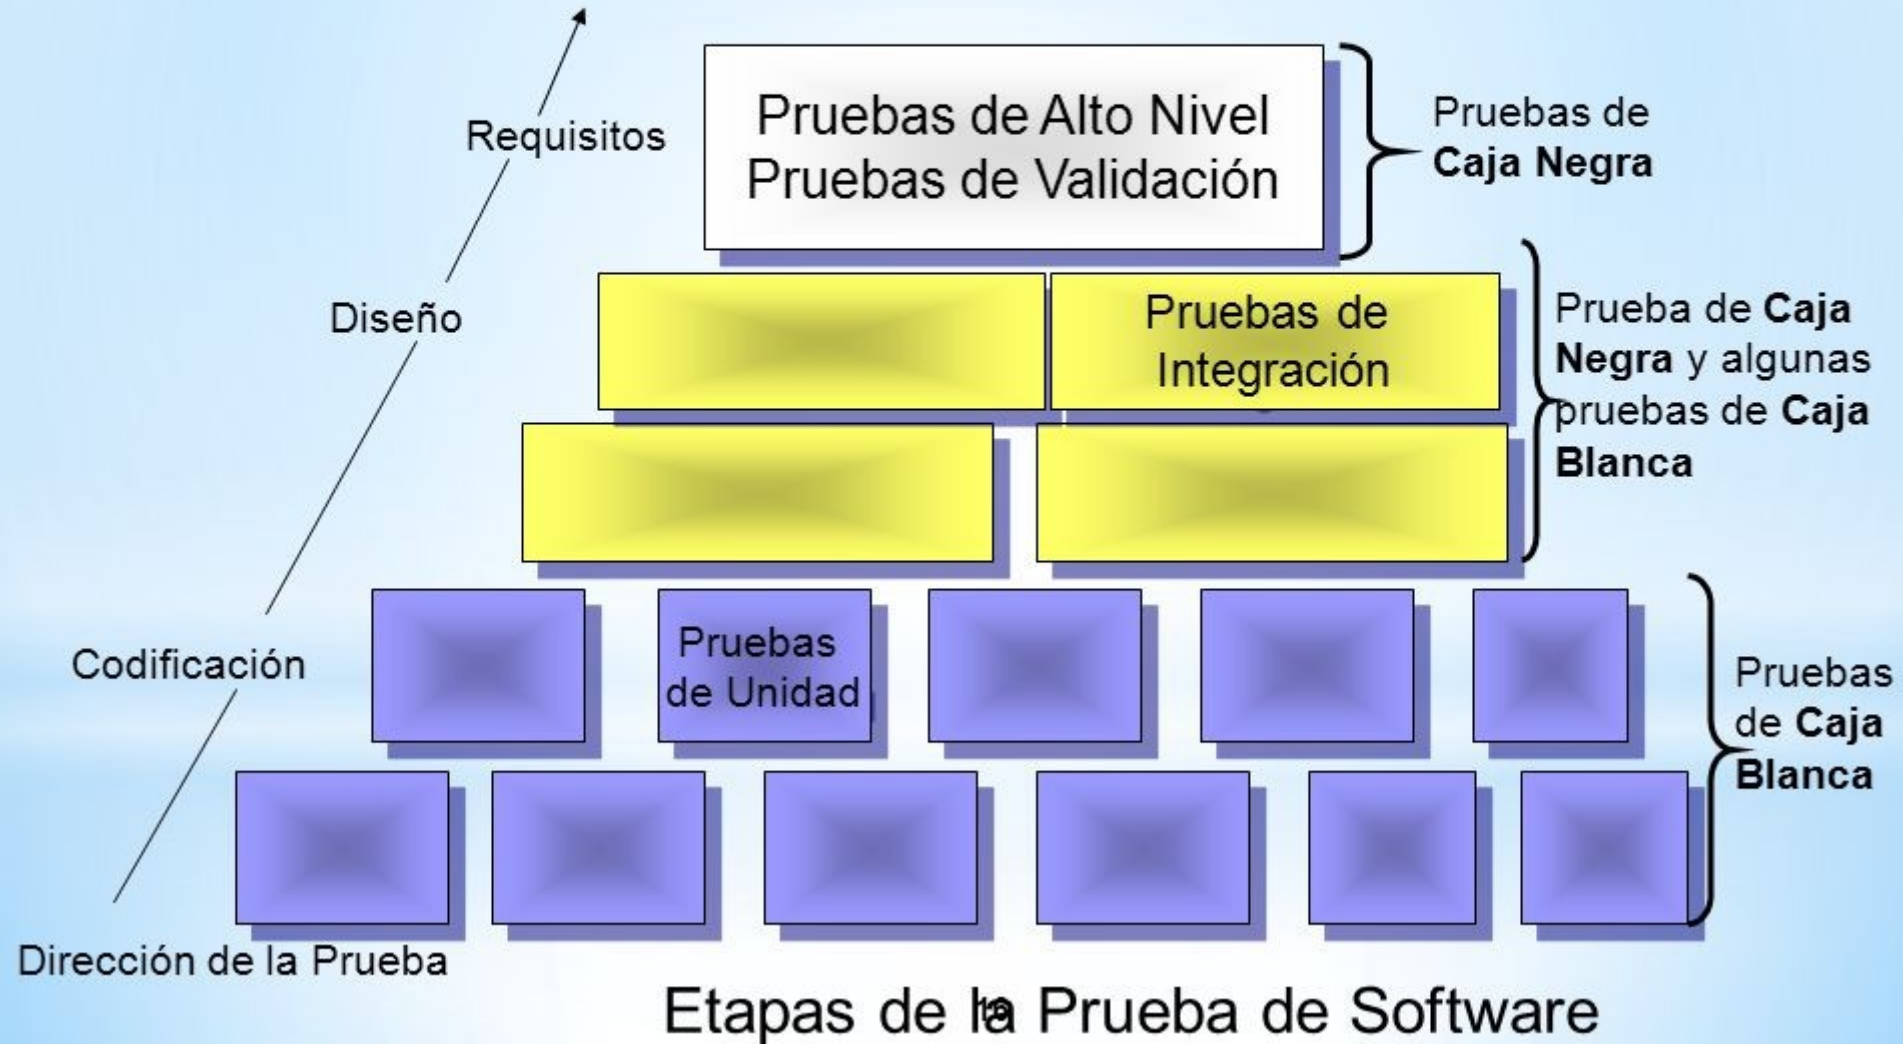 Requisitos
Pruebas de Alto Nivel
Pruebas de Validación
Pruebas de
Caja Negra
Diseño
Pruebas de
Integración
Prueba de Caja
Negra y algunas
pruebas de Caja
Blanca
Codificación
Pruebas
de Unidad
Pruebas
de Caja
Blanca
Dirección de la Prueba
Etapas de la Prueba de Software